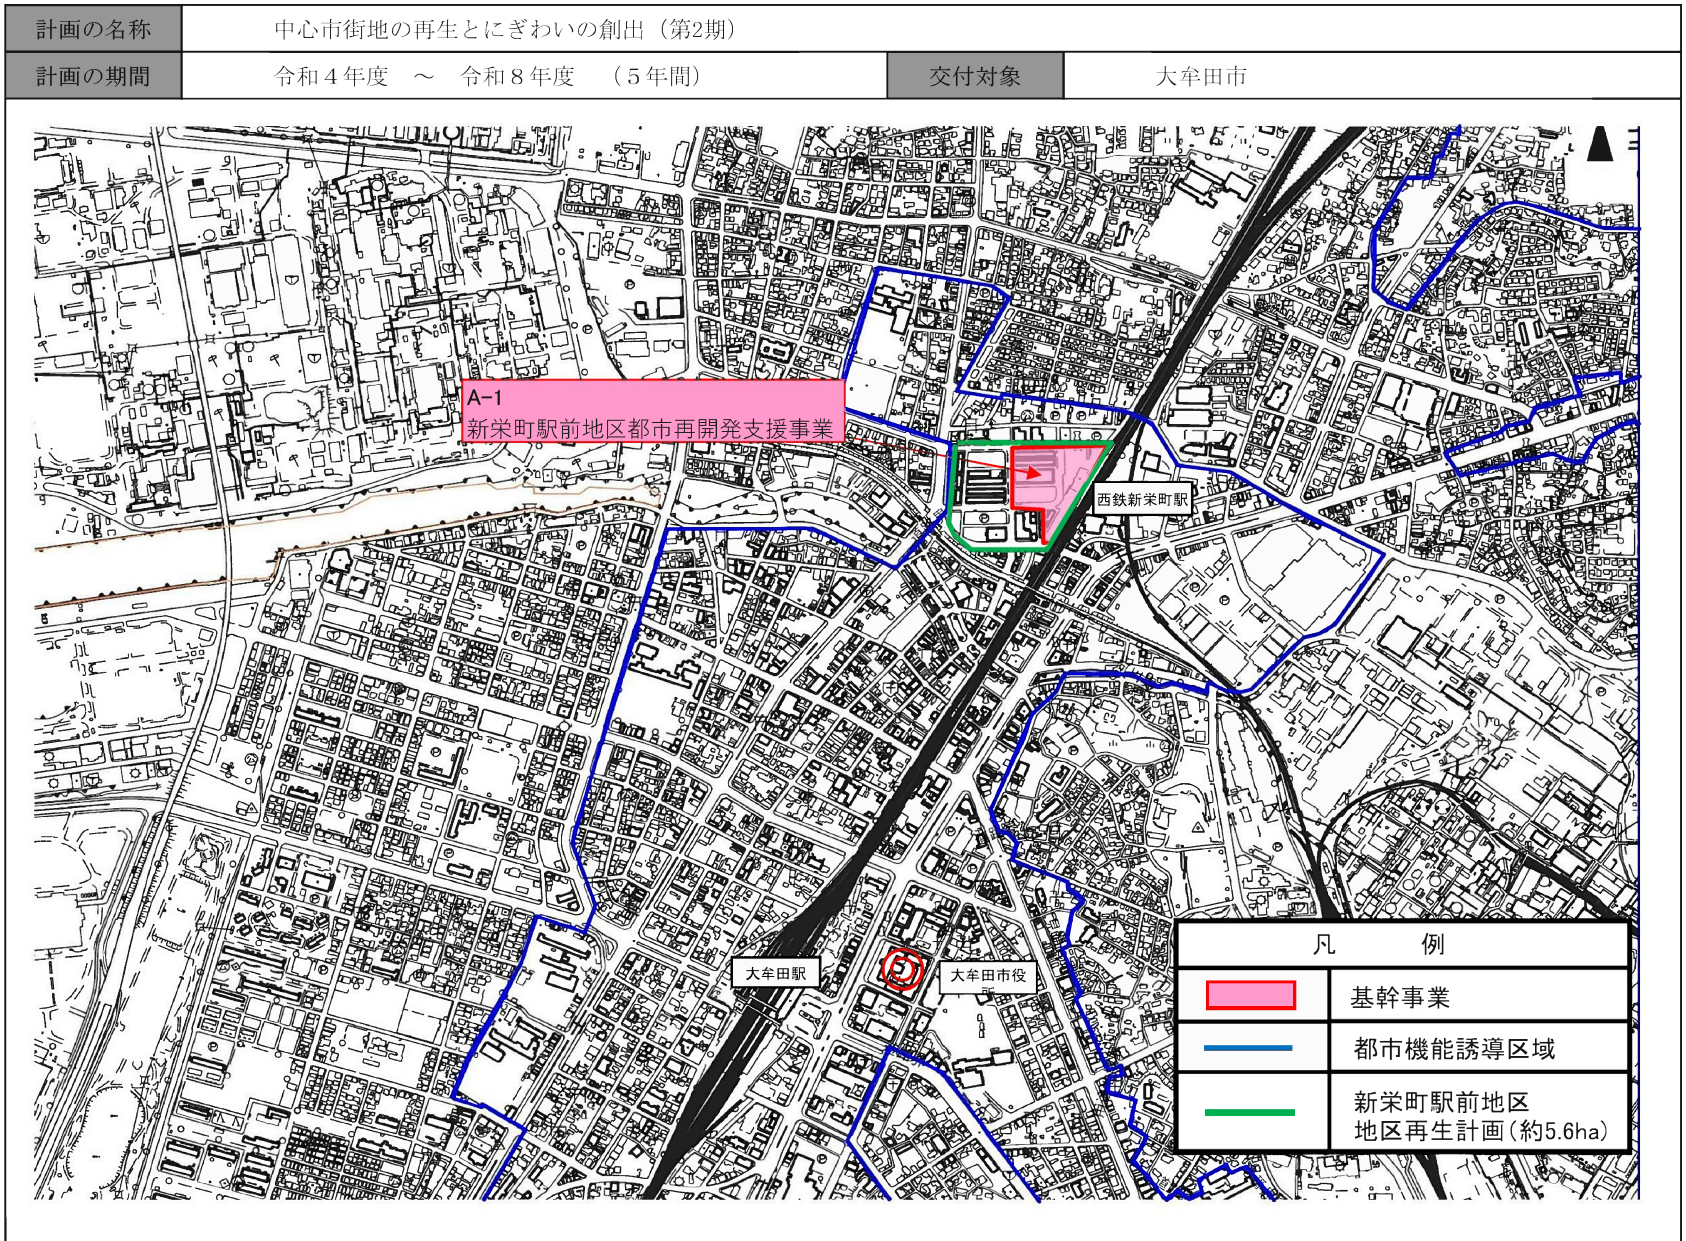 計画の名称
中心市街地の再生とにぎわいの創出（第2期）
計画の期間
令和４年度　～　令和８年度　（５年間）
交付対象
大牟田市
A-1
新栄町駅前地区都市再開発支援事業
西鉄新栄町駅
大牟田駅
大牟田市役
凡　例
基幹事業
都市機能誘導区域
新栄町駅前地区
地区再生計画（約5.6ha）